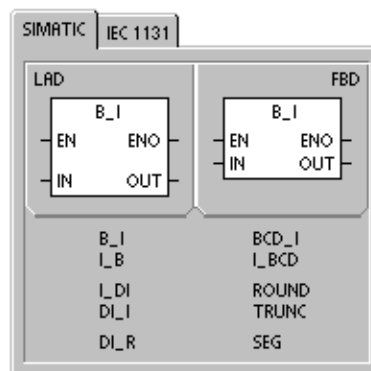 SIMATIC IEC 1131
LAD FBD
B_I B_I
EN ENO EN ENO
IN OUT IN OUT
B_I BCD_I
I_B I_BCD
I_DI ROUND
DI_I TRUNC
DI_R SEG